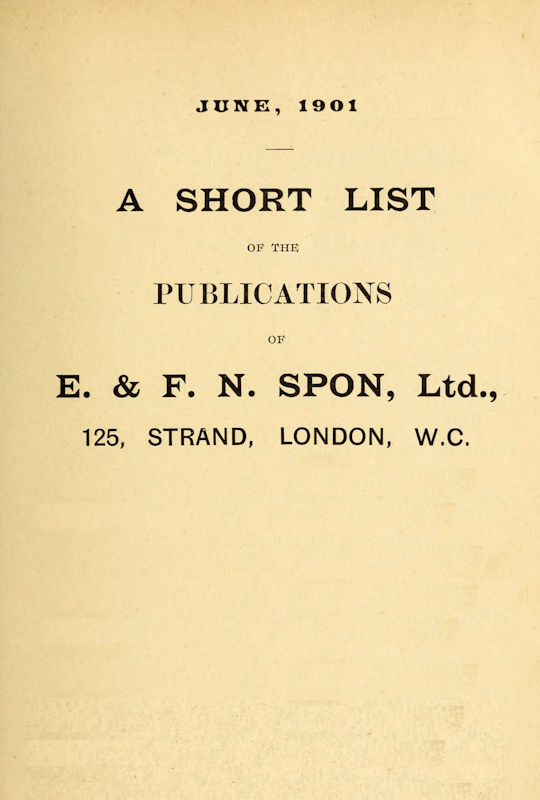 JUNE, 1901
A SHORT LIST
OF THE
PUBLICATIONS
OF
E. & F. N. SPON, Ltd.,
125, STRAND, LONDON, W.C.